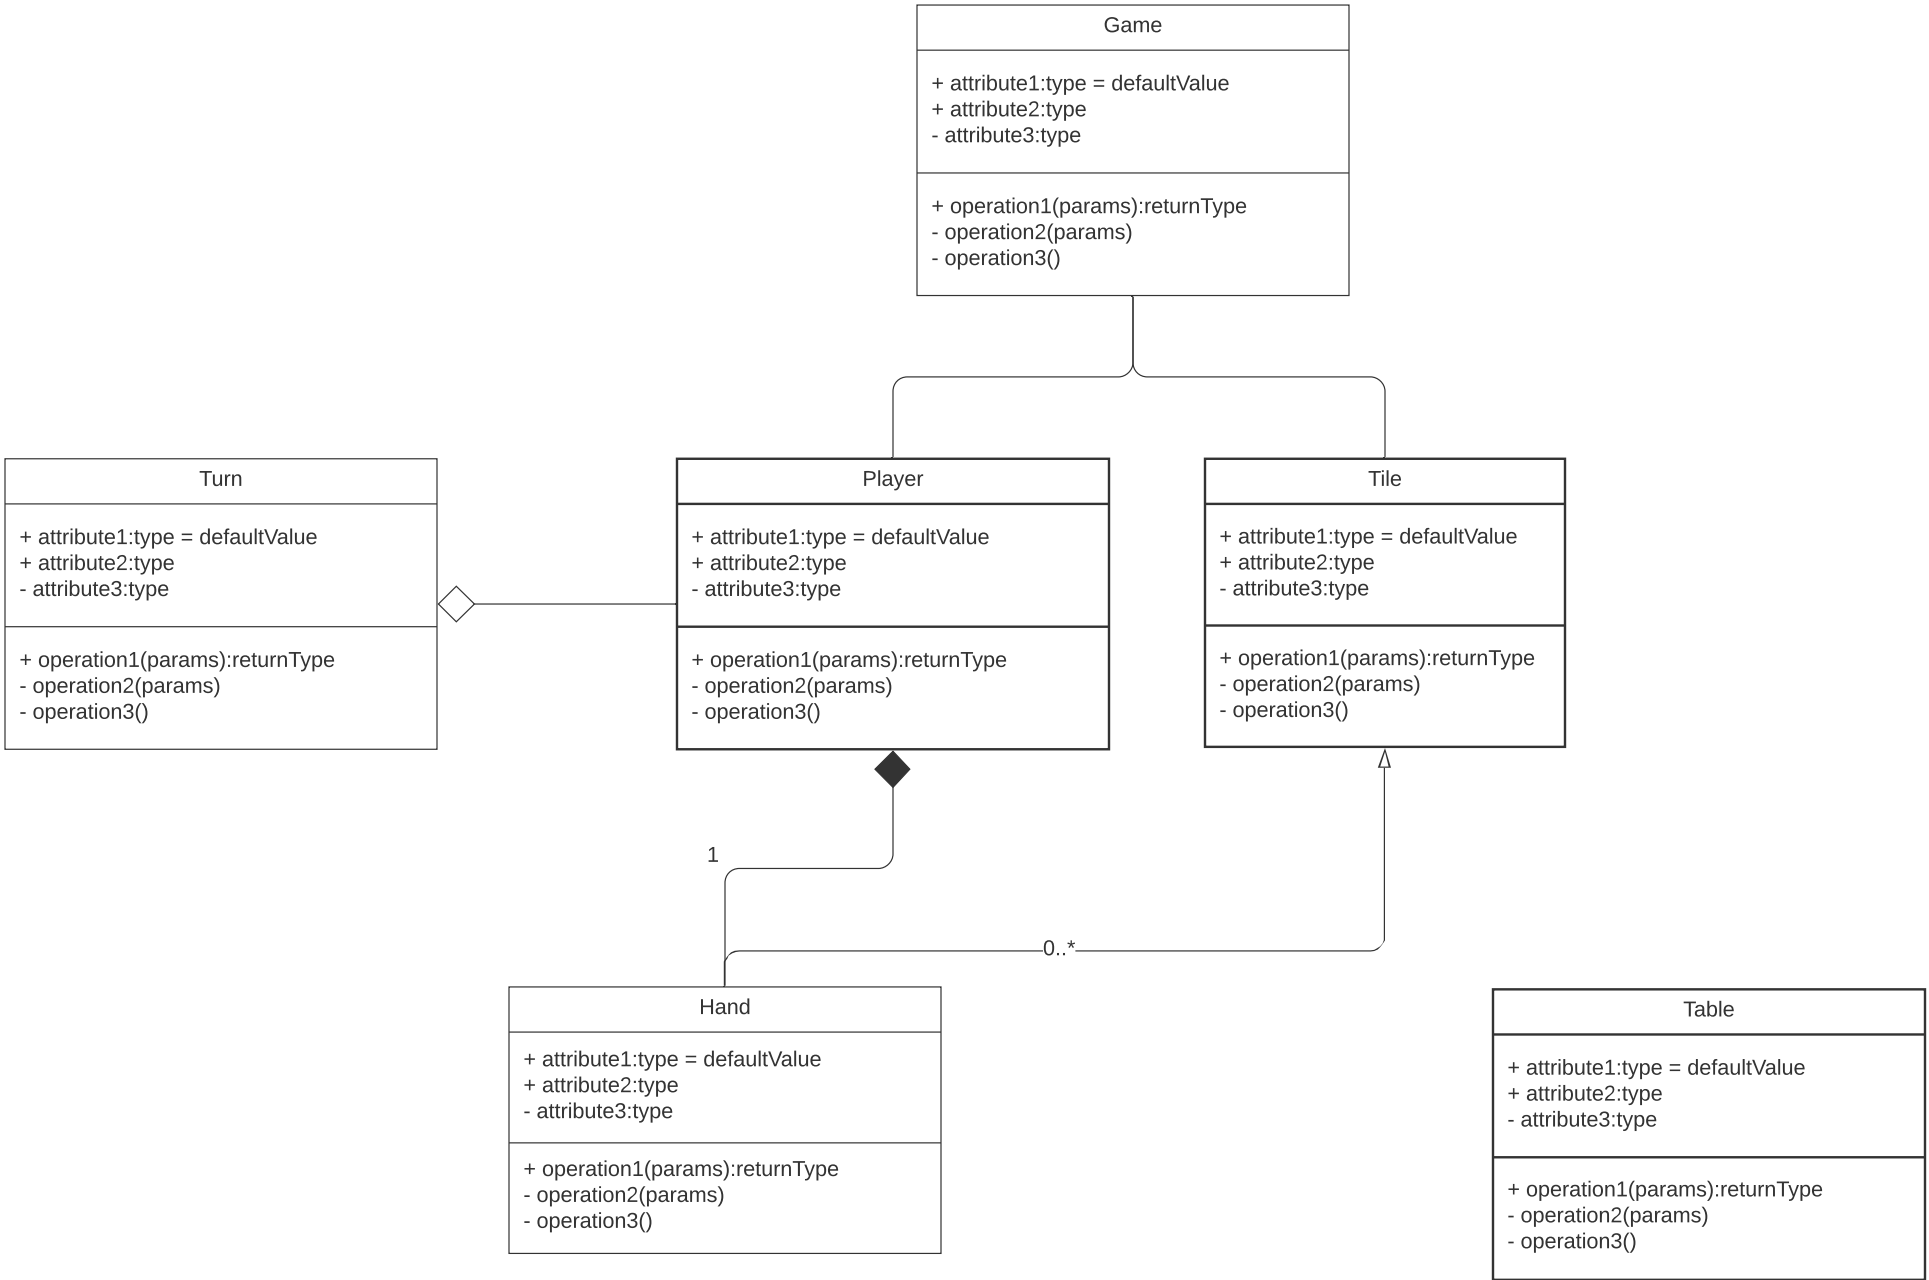 Game
+ attribute1:type = defaultValue
+ attribute2:type
- attribute3:type
+ operation1(params):returnType
- operation2(params)
- operation3()
Turn
+ attribute1:type = defaultValue
+ attribute2:type
- attribute3:type
+ operation1(params):returnType
- operation2(params)
- operation3()
Player
+ attribute1:type = defaultValue
+ attribute2:type
- attribute3:type
+ operation1(params):returnType
- operation2(params)
- operation3()
Tile
+ attribute1:type = defaultValue
+ attribute2:type
- attribute3:type
+ operation1(params):returnType
- operation2(params)
- operation3()
1
0..*
Hand
+ attribute1:type = defaultValue
+ attribute2:type
- attribute3:type
+ operation1(params):returnType
- operation2(params)
- operation3()
Table
+ attribute1:type = defaultValue
+ attribute2:type
- attribute3:type
+ operation1(params):returnType
- operation2(params)
- operation3()